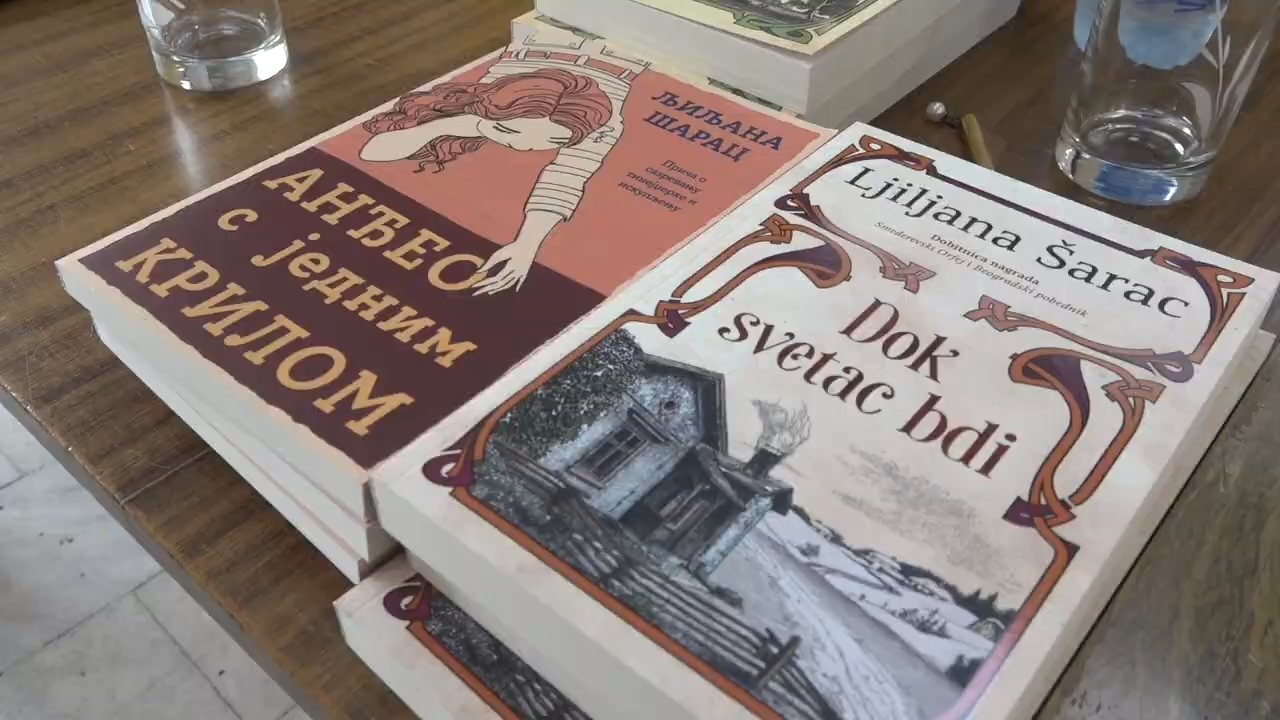 ЉИЉАНА
ШАРАЦ
Прича о
сазревању
тинејџерке и
искупљењу
АНЂЕО
с једним
КРИЛОМ
Ljiljana Šarac
Dobitnica nagrada
Smederevski Orfej i Beogradski pobednik
Dok
svetac bdi